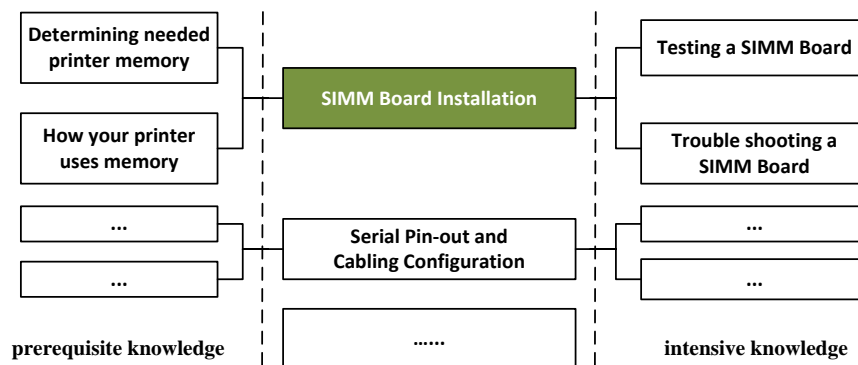 Determining needed
printer memory
How your printer
uses memory
...
...
prerequisite knowledge
SIMM Board Installation
Serial Pin-out and
Cabling Configuration
......
Testing a SIMM Board
Trouble shooting a
SIMM Board
...
...
intensive knowledge